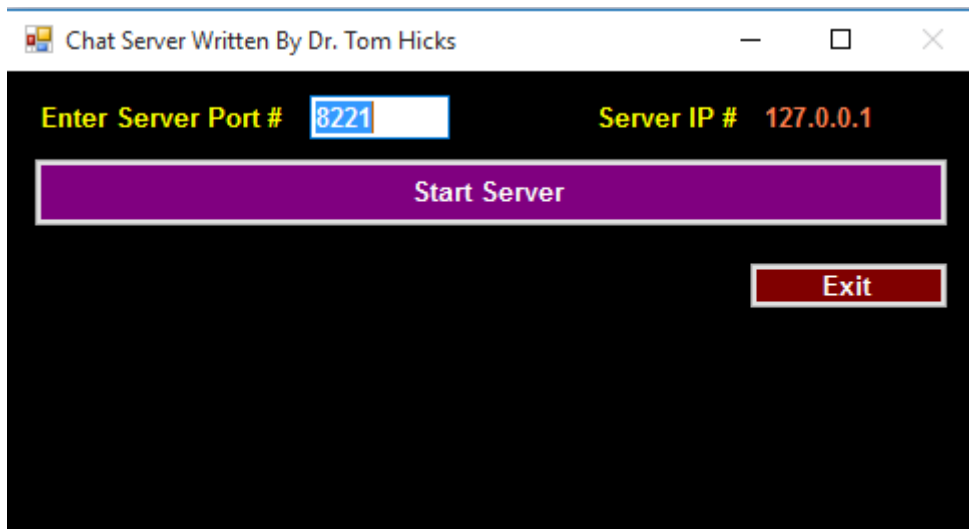 Chat Server Written By Dr. Tom Hicks
Enter Server Port # 8221 Server IP # 127.0.0.1
Start Server
Exit